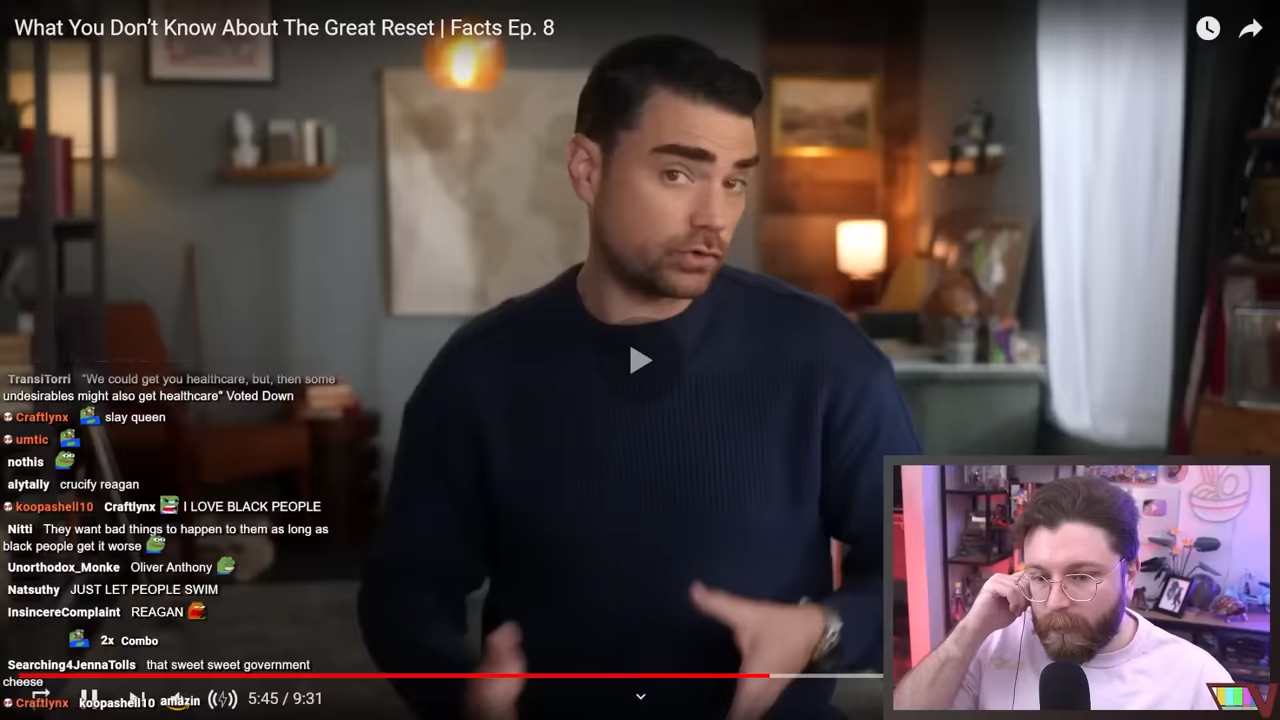 What You Don’t Know About The Great Reset | Facts Ep. 8
TransiTorri "We could get you healthcare, but, then some
undesirables might also get healthcare" Voted Down
Craftlynx slay queen
umtic
nothis
alytally crucify reagan
koopashell10 Craftlynx I LOVE BLACK PEOPLE
Nitti They want bad things to happen to them as long as
black people get it worse
Unorthodox_Monke Oliver Anthony
Natsuthy JUST LET PEOPLE SWIM
InsincereComplaint REAGAN
2x Combo
Searching4JennaTolls that sweet sweet government
cheese
Craftlynx koopashell10 amazin
5:45 / 9:31